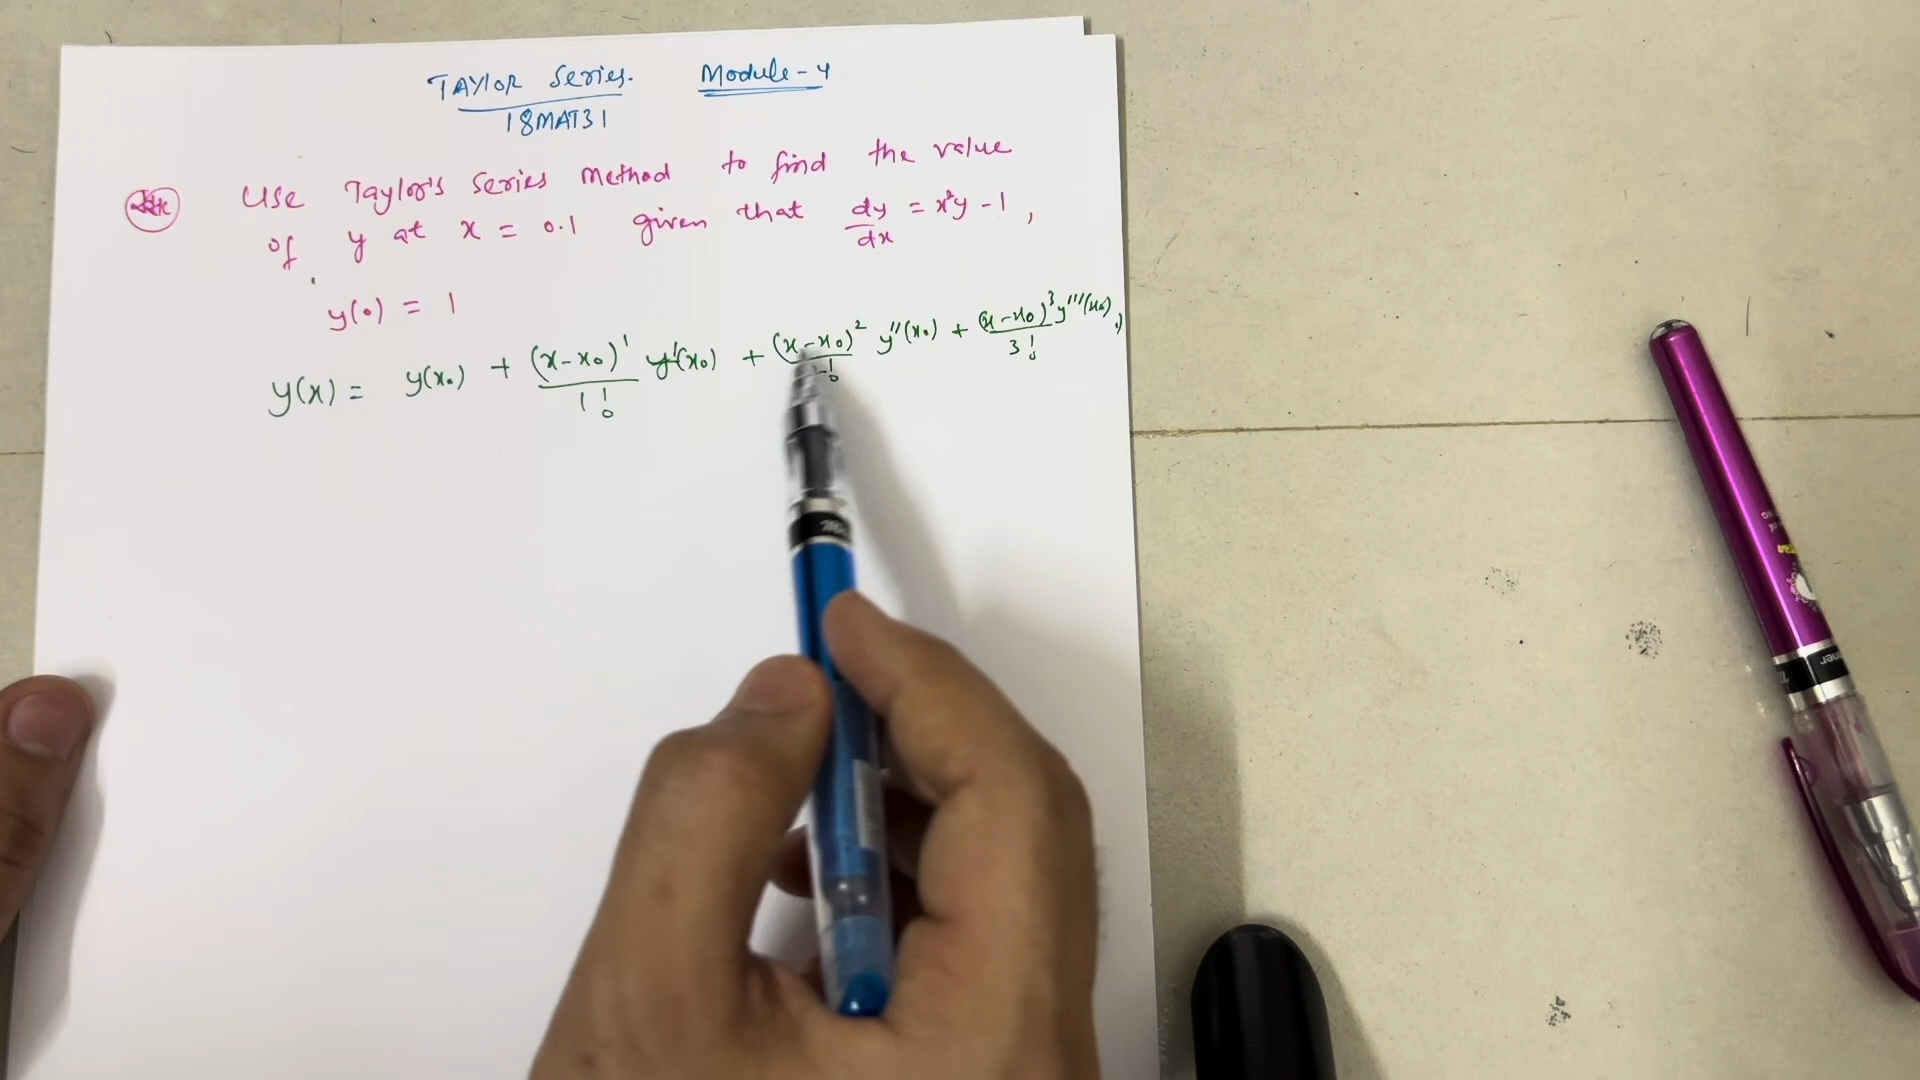 TAYLOR Series. Module-4
18MAT31
Use Taylor's Series Method to find the value
of y at x = 0.1 given that dy/dx = x²y - 1,
y(0) = 1
y(x) = y(x₀) + (x-x₀)¹/1! y'(x₀) + (x-x₀)²/! y''(x₀) + (x-x₀)³/3! y'''(x₀)